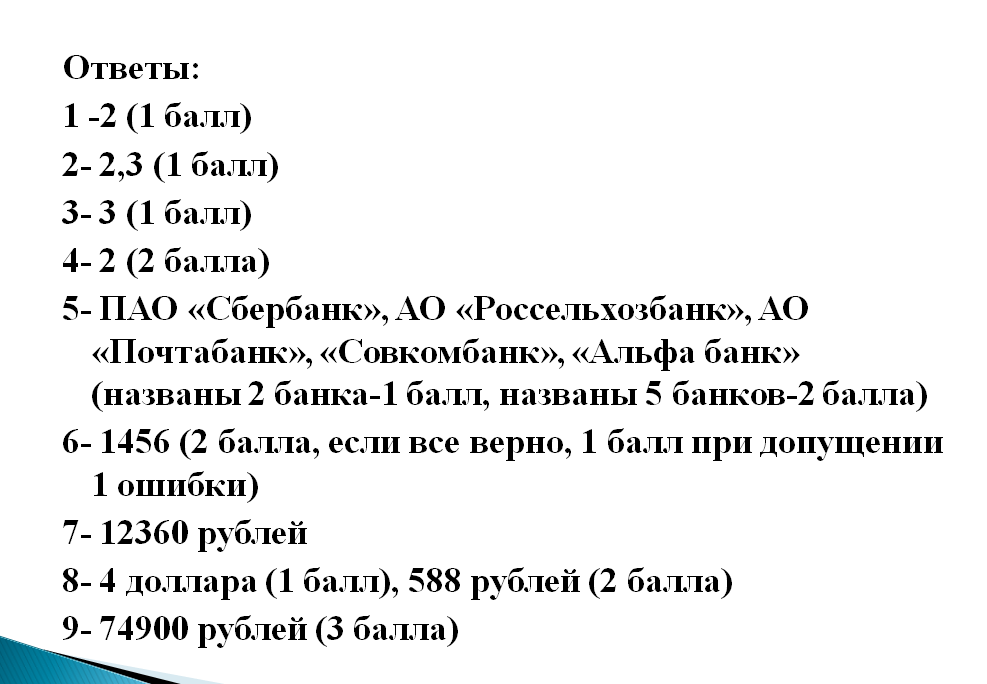 Ответы:
1 -2 (1 балл)
2- 2,3 (1 балл)
3- 3 (1 балл)
4- 2 (2 балла)
5- ПАО «Сбербанк», АО «Россельхозбанк», АО
«Почтабанк», «Совкомбанк», «Альфа банк»
(названы 2 банка-1 балл, названы 5 банков-2 балла)
6- 1456 (2 балла, если все верно, 1 балл при допущении
1 ошибки)
7- 12360 рублей
8- 4 доллара (1 балл), 588 рублей (2 балла)
9- 74900 рублей (3 балла)